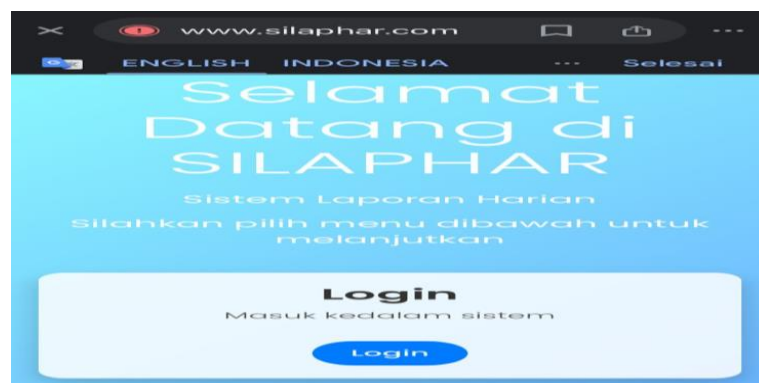 www.silaphar.com
ENGLISH INDONESIA Selesai
Selamat
Datang di
SILAPHAR
Sistem Laporan Harian
Silahkan pilih menu dibawah untuk
melanjutkan
Login
Masuk kedalam sistem
Login